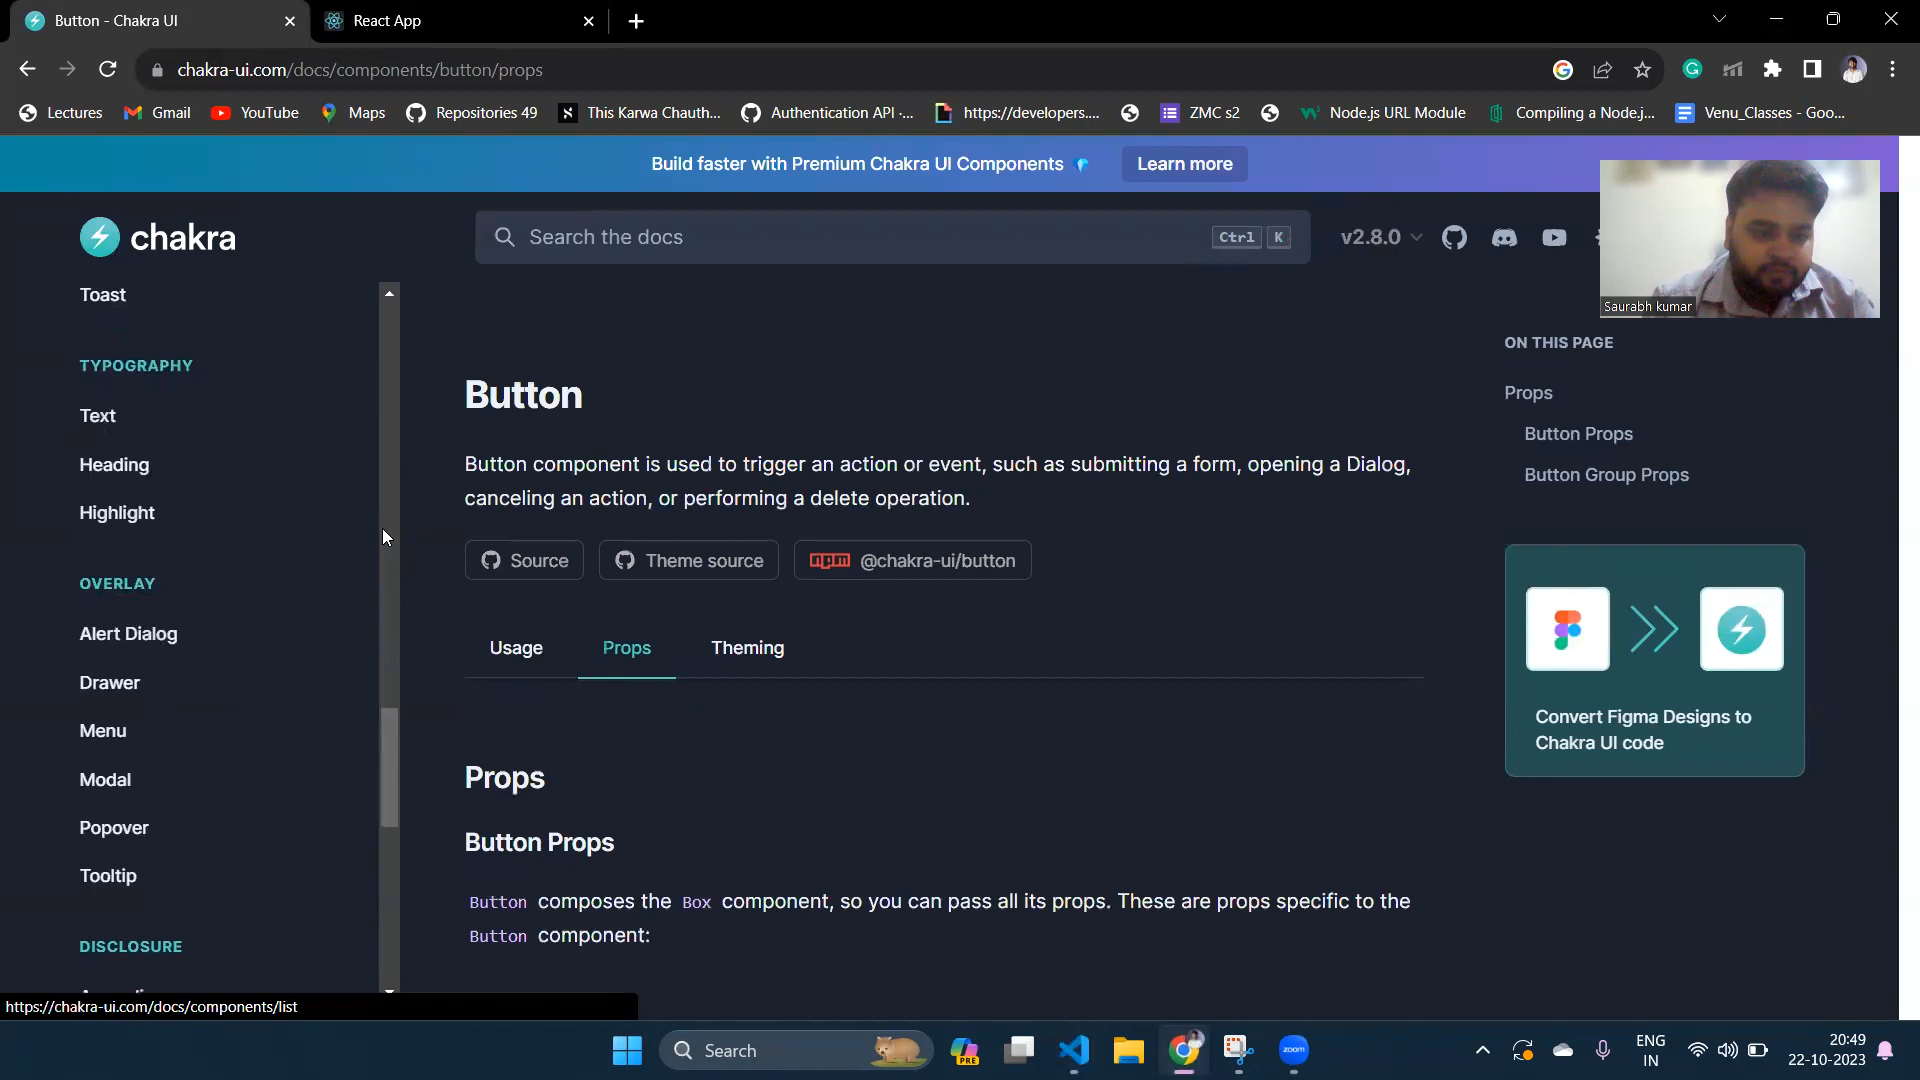 Button - Chakra UI
React App
chakra-ui.com/docs/components/button/props
Lectures
Gmail
YouTube
Maps
Repositories 49
This Karwa Chauth...
Authentication API -...
https://developers....
ZMC s2
Node.js URL Module
Compiling a Node.j...
Venu_Classes - Goo...
Build faster with Premium Chakra UI Components
Learn more
chakra
Search the docs
Ctrl K
v2.8.0
Saurabh kumar
Toast
TYPOGRAPHY
Text
Heading
Highlight
OVERLAY
Alert Dialog
Drawer
Menu
Modal
Popover
Tooltip
DISCLOSURE
Button
Button component is used to trigger an action or event, such as submitting a form, opening a Dialog,
canceling an action, or performing a delete operation.
Source
Theme source
npm @chakra-ui/button
Usage
Props
Theming
Props
Button Props
Button composes the Box component, so you can pass all its props. These are props specific to the
Button component:
ON THIS PAGE
Props
Button Props
Button Group Props
Convert Figma Designs to
Chakra UI code
https://chakra-ui.com/docs/components/list
Search
PRE
zoom
ENG
IN
20:49
22-10-2023